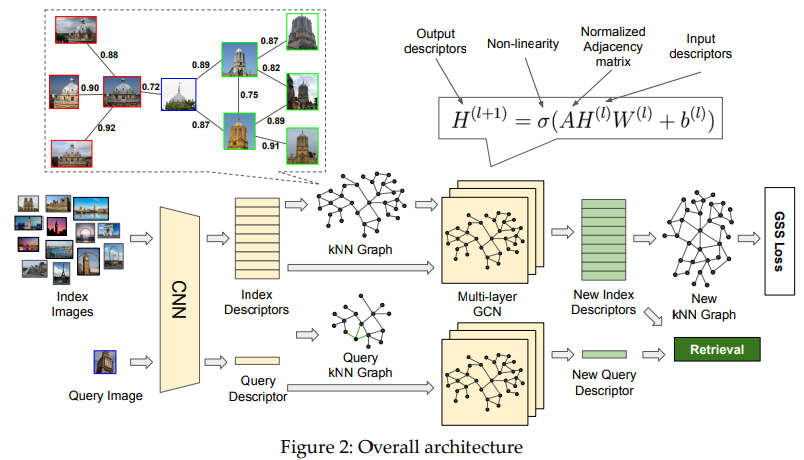 0.88
0.90
0.92
0.72
0.89
0.87
0.87
0.82
0.75
0.89
0.91
Output descriptors
Non-linearity
Normalized Adjacency matrix
Input descriptors
H^{(l+1)} = σ(AH^{(l)}W^{(l)} + b^{(l)})
Index Images
CNN
Index Descriptors
kNN Graph
Multi-layer GCN
New Index Descriptors
New kNN Graph
GSS Loss
Query Image
Query Descriptor
Query kNN Graph
New Query Descriptor
Retrieval
Figure 2: Overall architecture